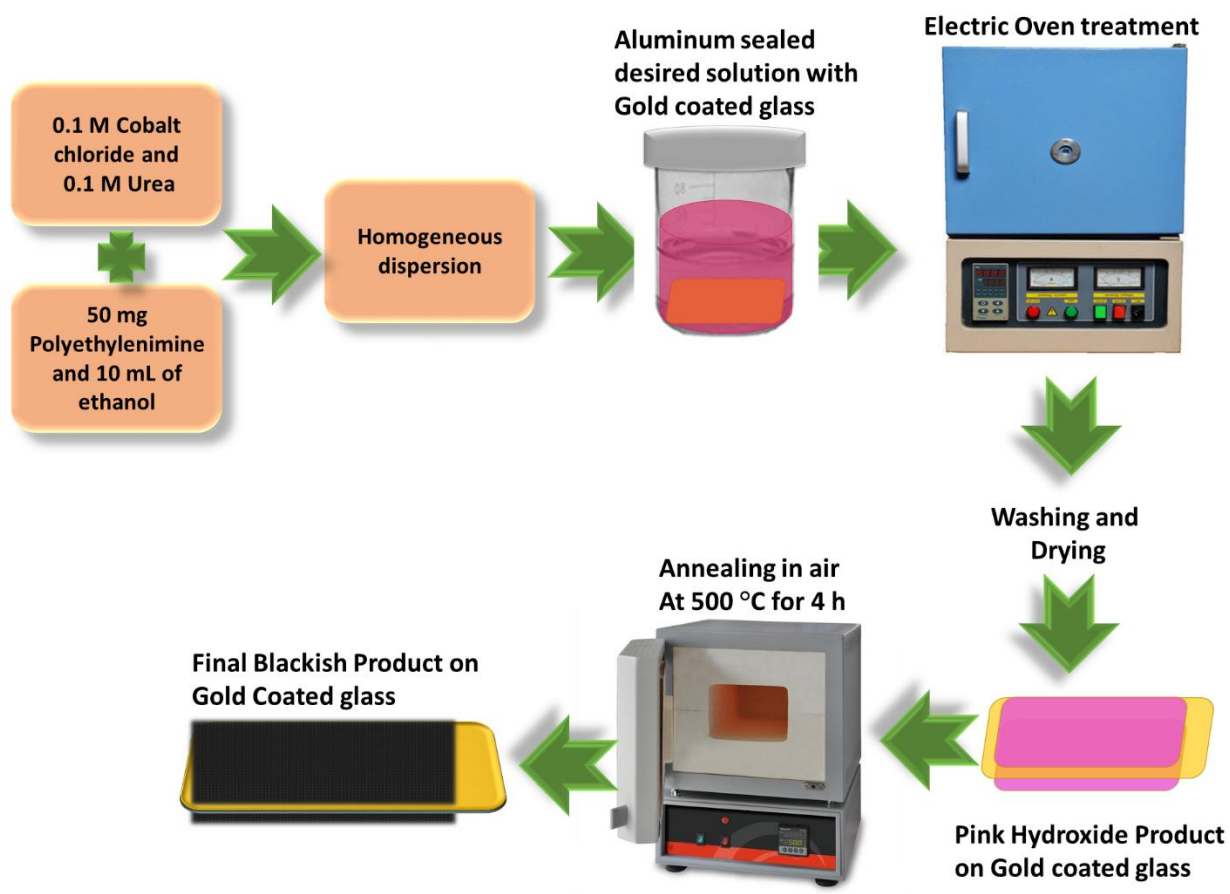 0.1 M Cobalt
chloride and
0.1 M Urea
50 mg
Polyethylenimine
and 10 mL of
ethanol
Homogeneous
dispersion
Aluminum sealed
desired solution with
Gold coated glass
Electric Oven treatment
Washing and
Drying
Pink Hydroxide Product
on Gold coated glass
Annealing in air
At 500 °C for 4 h
Final Blackish Product on
Gold Coated glass